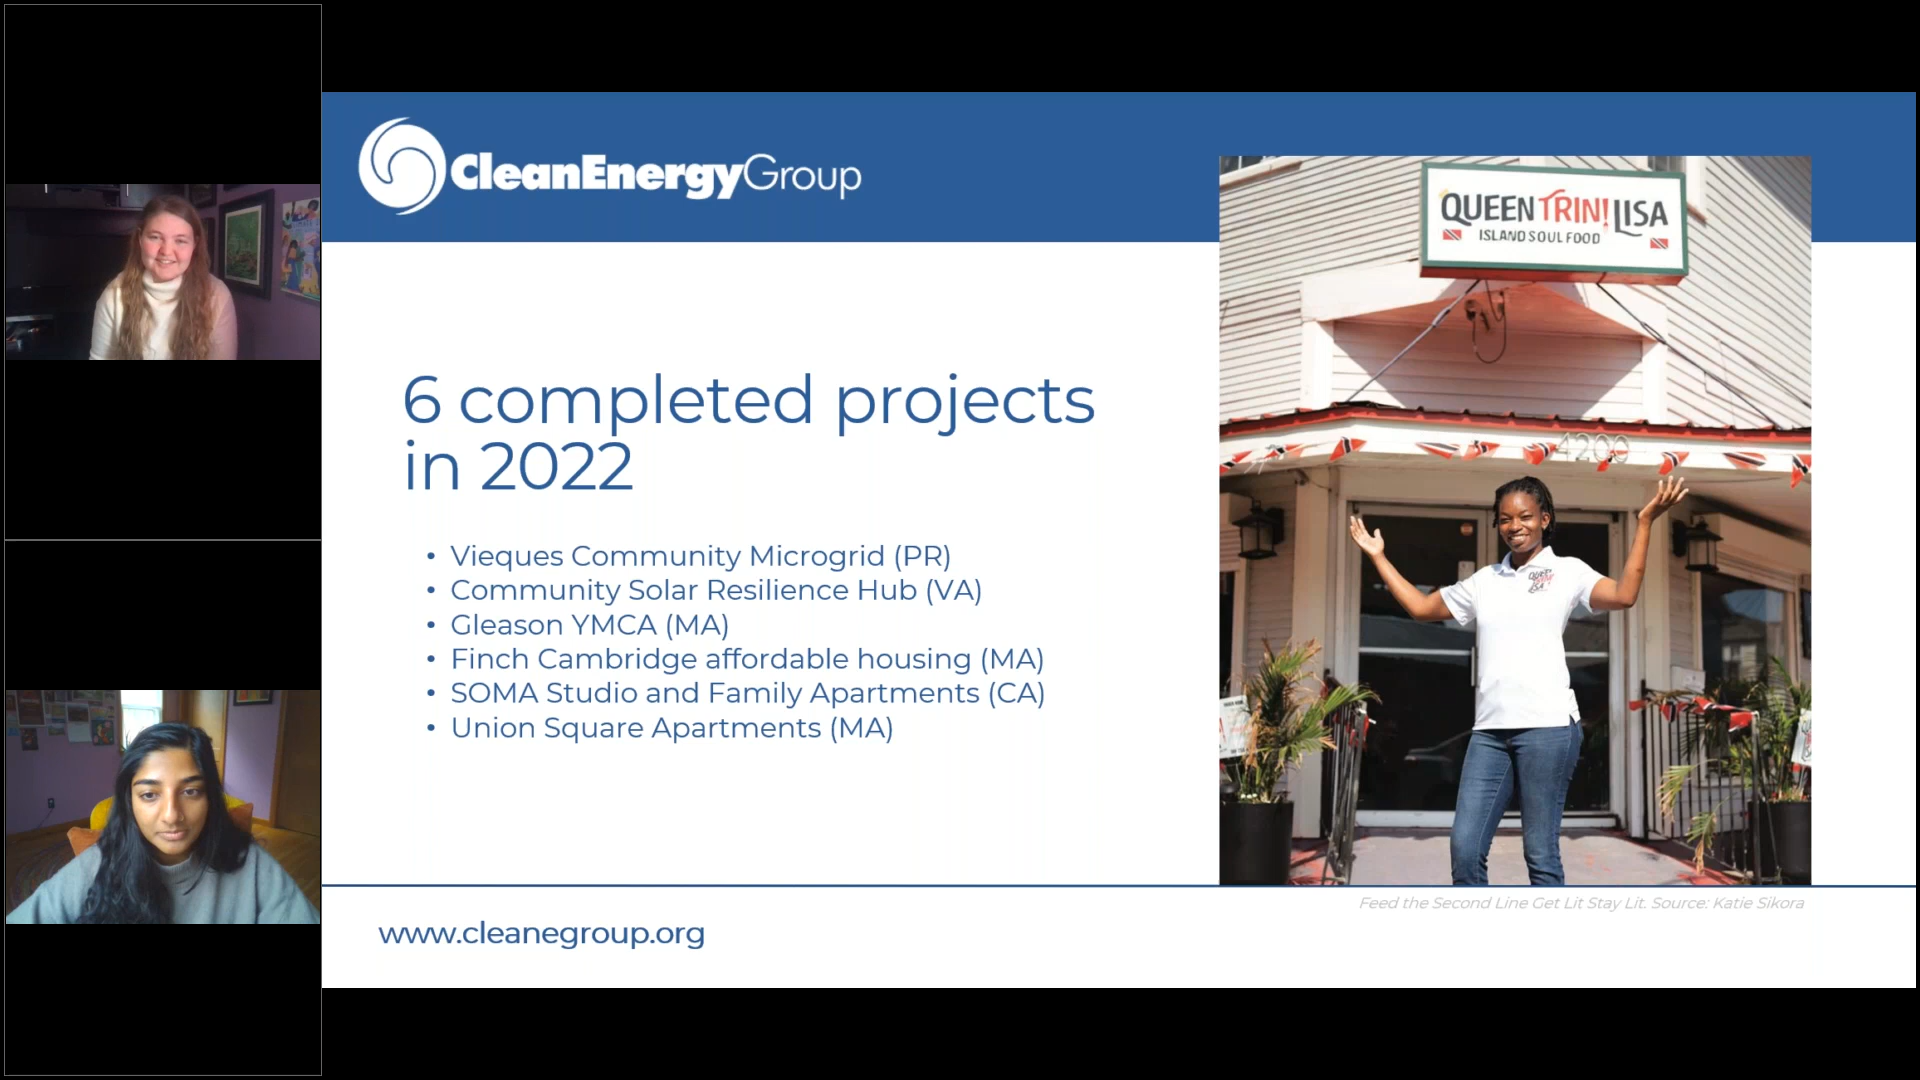 CleanEnergyGroup
QUEEN TRINI LISA
ISLAND SOUL FOOD
4200
6 completed projects
in 2022
• Vieques Community Microgrid (PR)
• Community Solar Resilience Hub (VA)
• Gleason YMCA (MA)
• Finch Cambridge affordable housing (MA)
• SOMA Studio and Family Apartments (CA)
• Union Square Apartments (MA)
Feed the Second Line Get Lit Stay Lit. Source: Katie Sikora
www.cleanegroup.org